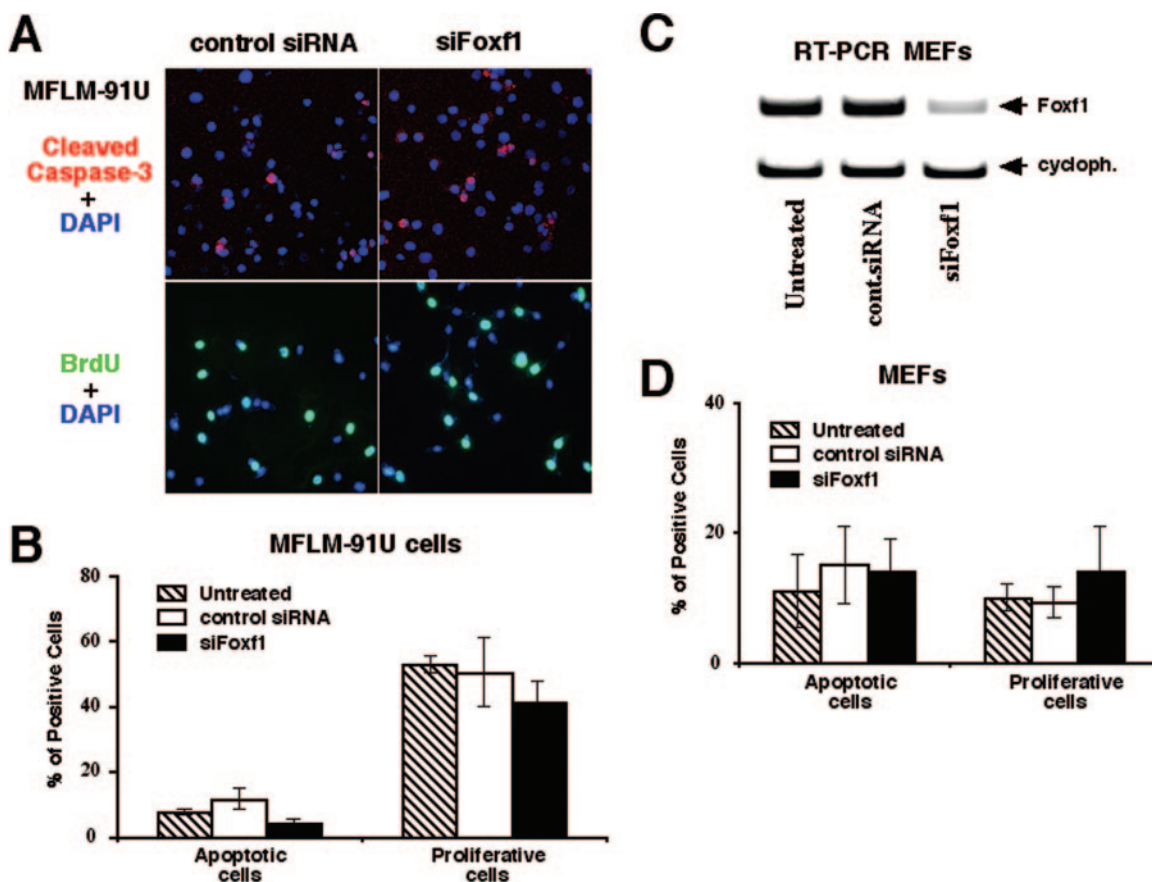 A
control siRNA siFoxf1
MFLM-91U
Cleaved
Caspase-3
+
DAPI
BrdU
+
DAPI
B
MFLM-91U cells
% of Positive Cells
80
60
40
20
0
Untreated
control siRNA
siFoxf1
Apoptotic
cells
Proliferative
cells
C
RT-PCR MEFs
Foxf1
cycloph.
Untreated
cont.siRNA
siFoxf1
D
MEFs
% of Positive Cells
40
20
0
Untreated
control siRNA
siFoxf1
Apoptotic
cells
Proliferative
cells